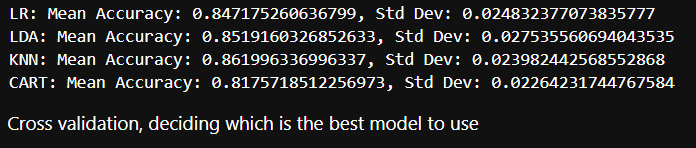 LR: Mean Accuracy: 0.847175260636799, Std Dev: 0.024832377073835777
LDA: Mean Accuracy: 0.8519160326852633, Std Dev: 0.027535560694043535
KNN: Mean Accuracy: 0.861996336996337, Std Dev: 0.023982442568552868
CART: Mean Accuracy: 0.8175718512256973, Std Dev: 0.02264231744767584
Cross validation, deciding which is the best model to use